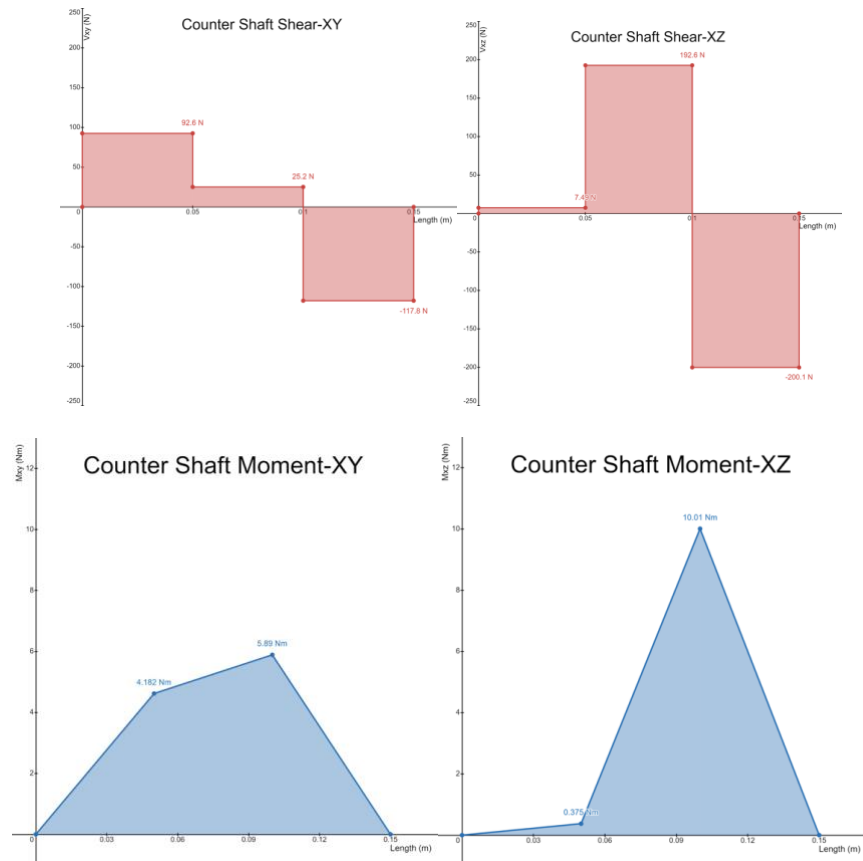 Counter Shaft Shear-XY
Vxy (N)
250
200
150
100
50
0
-50
-100
-150
-200
-250
92.6 N
25.2 N
-117.8 N
0.05
0.1
0.15
Length (m)
Counter Shaft Shear-XZ
Vxz (N)
250
200
150
100
50
0
-50
-100
-150
-200
-250
192.6 N
-200.1 N
0.05
0.1
0.15
Length (m)
Counter Shaft Moment-XY
Mxy (Nm)
12
10
8
6
4
2
0
4.182 Nm
5.89 Nm
0.03
0.06
0.09
0.12
0.15
Length (m)
Counter Shaft Moment-XZ
Mxz (Nm)
12
10
8
6
4
2
0
0.375 Nm
10.01 Nm
0.03
0.06
0.09
0.12
0.15
Length (m)